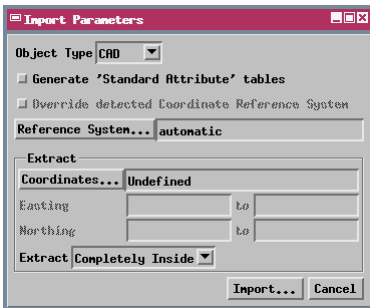 Import Parameters
Object Type CAD
Generate 'Standard Attribute' tables
Override detected Coordinate Reference System
Reference System... automatic
Extract
Coordinates... Undefined
Easting to
Northing to
Extract Completely Inside
Import... Cancel